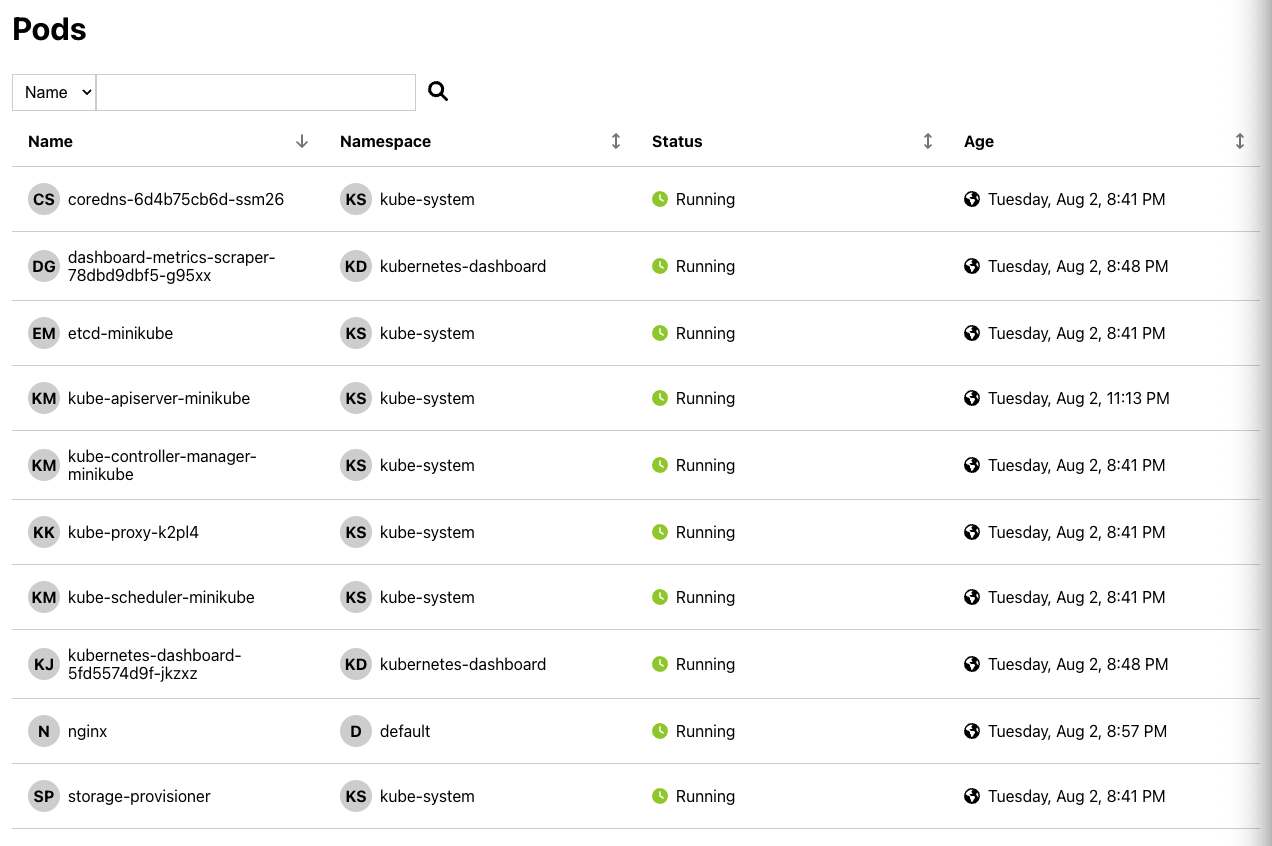 Pods
Name
Name Namespace Status Age
CS coredns-6d4b75cb6d-ssm26 KS kube-system Running Tuesday, Aug 2, 8:41 PM
DG dashboard-metrics-scraper-
78dbd9dbf5-g95xx KD kubernetes-dashboard Running Tuesday, Aug 2, 8:48 PM
EM etcd-minikube KS kube-system Running Tuesday, Aug 2, 8:41 PM
KM kube-apiserver-minikube KS kube-system Running Tuesday, Aug 2, 11:13 PM
KM kube-controller-manager-
minikube KS kube-system Running Tuesday, Aug 2, 8:41 PM
KK kube-proxy-k2pl4 KS kube-system Running Tuesday, Aug 2, 8:41 PM
KM kube-scheduler-minikube KS kube-system Running Tuesday, Aug 2, 8:41 PM
KJ kubernetes-dashboard-
5fd5574d9f-jkzxz KD kubernetes-dashboard Running Tuesday, Aug 2, 8:48 PM
N nginx D default Running Tuesday, Aug 2, 8:57 PM
SP storage-provisioner KS kube-system Running Tuesday, Aug 2, 8:41 PM